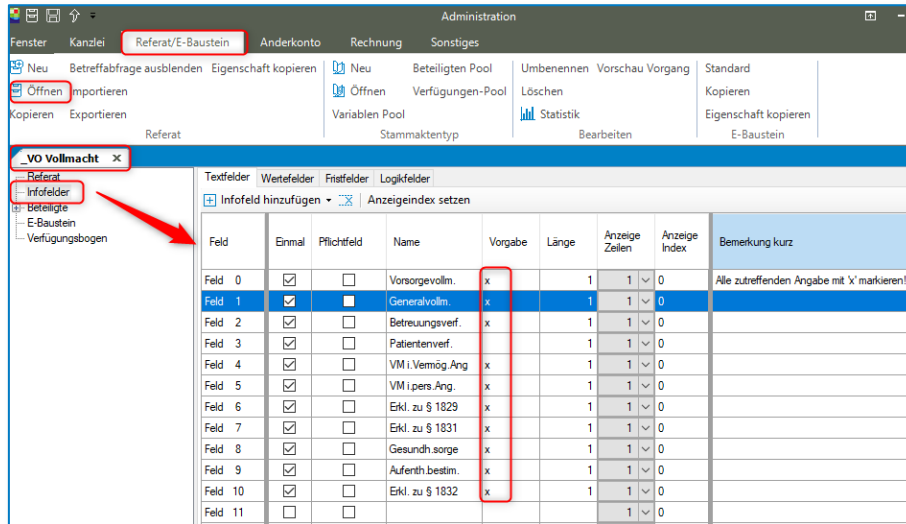 Administration
Fenster Kanzlei Referat/E-Baustein Anderkonto Rechnung Sonstiges
Neu Betreffabfrage ausblenden Eigenschaft kopieren Neu Beteiligten Pool Umbenennen Vorschau Vorgang Standard
Öffnen Importieren Öffnen Verfügungen-Pool Löschen Kopieren
Kopieren Exportieren Variablen Pool Statistik Eigenschaft kopieren
Referat Stammaktentyp Bearbeiten E-Baustein
_VO Vollmacht ×
Referat
Infofelder
Beteiligte
E-Baustein
Verfügungsbogen
Textfelder Wertefelder Fristfelder Logikfelder
Infofeld hinzufügen Anzeigeindex setzen
Feld Einmal Pflichtfeld Name Vorgabe Länge Anzeige Zeilen Anzeige Index Bemerkung kurz
Feld 0 Vorsorgevollm. x 1 1 0 Alle zutreffenden Angabe mit 'x' markieren!
Feld 1 Generalvollm. x 1 1 0
Feld 2 Betreuungsverf. x 1 1 0
Feld 3 Patientenverf. 1 1 0
Feld 4 VM i.Vermög.Ang x 1 1 0
Feld 5 VM i.pers.Ang. x 1 1 0
Feld 6 Erkl. zu § 1829 x 1 1 0
Feld 7 Erkl. zu § 1831 x 1 1 0
Feld 8 Gesundh.sorge x 1 1 0
Feld 9 Aufenth.bestim. x 1 1 0
Feld 10 Erkl. zu § 1832 x 1 1 0
Feld 11 1 0